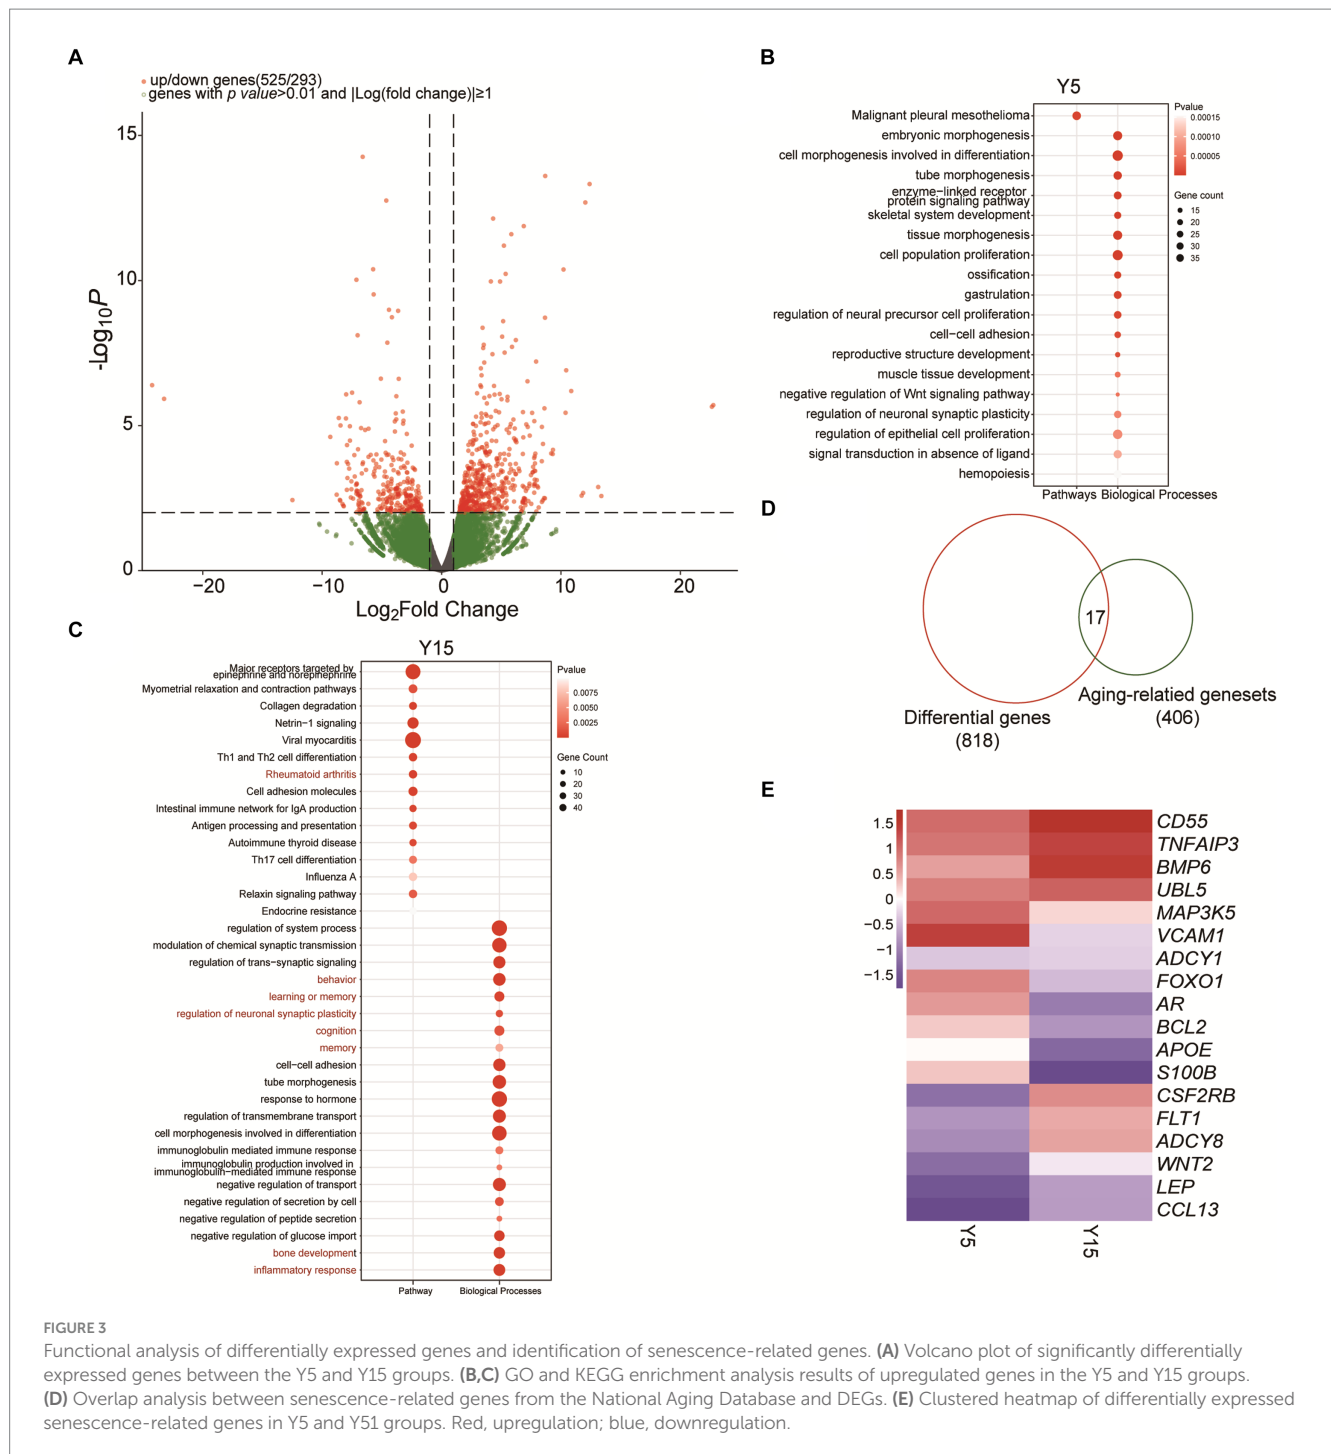 A
up/down genes(525/293)
genes with p value>0.01 and |Log(fold change)|≥1
15
10
5
0
-Log10P
−20
−10
0
10
20
Log2Fold Change
B
Y5
Malignant pleural mesothelioma
embryonic morphogenesis
cell morphogenesis involved in differentiation
tube morphogenesis
enzyme−linked receptor
protein signaling pathway
skeletal system development
tissue morphogenesis
cell population proliferation
ossification
gastrulation
regulation of neural precursor cell proliferation
cell−cell adhesion
reproductive structure development
muscle tissue development
negative regulation of Wnt signaling pathway
regulation of neuronal synaptic plasticity
regulation of epithelial cell proliferation
signal transduction in absence of ligand
hemopoiesis
Pathways Biological Processes
Pvalue
0.00015
0.00010
0.00005
Gene count
15
20
25
30
35
C
Y15
Major receptors targeted by
epinephrine and norepinephrine
Myometrial relaxation and contraction pathways
Collagen degradation
Netrin−1 signaling
Viral myocarditis
Th1 and Th2 cell differentiation
Rheumatoid arthritis
Cell adhesion molecules
Intestinal immune network for IgA production
Antigen processing and presentation
Autoimmune thyroid disease
Th17 cell differentiation
Influenza A
Relaxin signaling pathway
Endocrine resistance
regulation of system process
modulation of chemical synaptic transmission
regulation of trans−synaptic signaling
behavior
learning or memory
regulation of neuronal synaptic plasticity
cognition
memory
cell−cell adhesion
tube morphogenesis
response to hormone
regulation of transmembrane transport
cell morphogenesis involved in differentiation
immunoglobulin mediated immune response
immunoglobulin production involved in
immunoglobulin−mediated immune response
negative regulation of transport
negative regulation of secretion by cell
negative regulation of peptide secretion
negative regulation of glucose import
bone development
inflammatory response
Pathway Biological Processes
Pvalue
0.0075
0.0050
0.0025
Gene Count
10
20
30
40
D
17
Differential genes
(818)
Aging-relatied genesets
(406)
E
1.5
1
0.5
0
−0.5
−1
−1.5
CD55
TNFAIP3
BMP6
UBL5
MAP3K5
VCAM1
ADCY1
FOXO1
AR
BCL2
APOE
S100B
CSF2RB
FLT1
ADCY8
WNT2
LEP
CCL13
Y5
Y15
FIGURE 3
Functional analysis of differentially expressed genes and identification of senescence-related genes. (A) Volcano plot of significantly differentially
expressed genes between the Y5 and Y15 groups. (B,C) GO and KEGG enrichment analysis results of upregulated genes in the Y5 and Y15 groups.
(D) Overlap analysis between senescence-related genes from the National Aging Database and DEGs. (E) Clustered heatmap of differentially expressed
senescence-related genes in Y5 and Y51 groups. Red, upregulation; blue, downregulation.